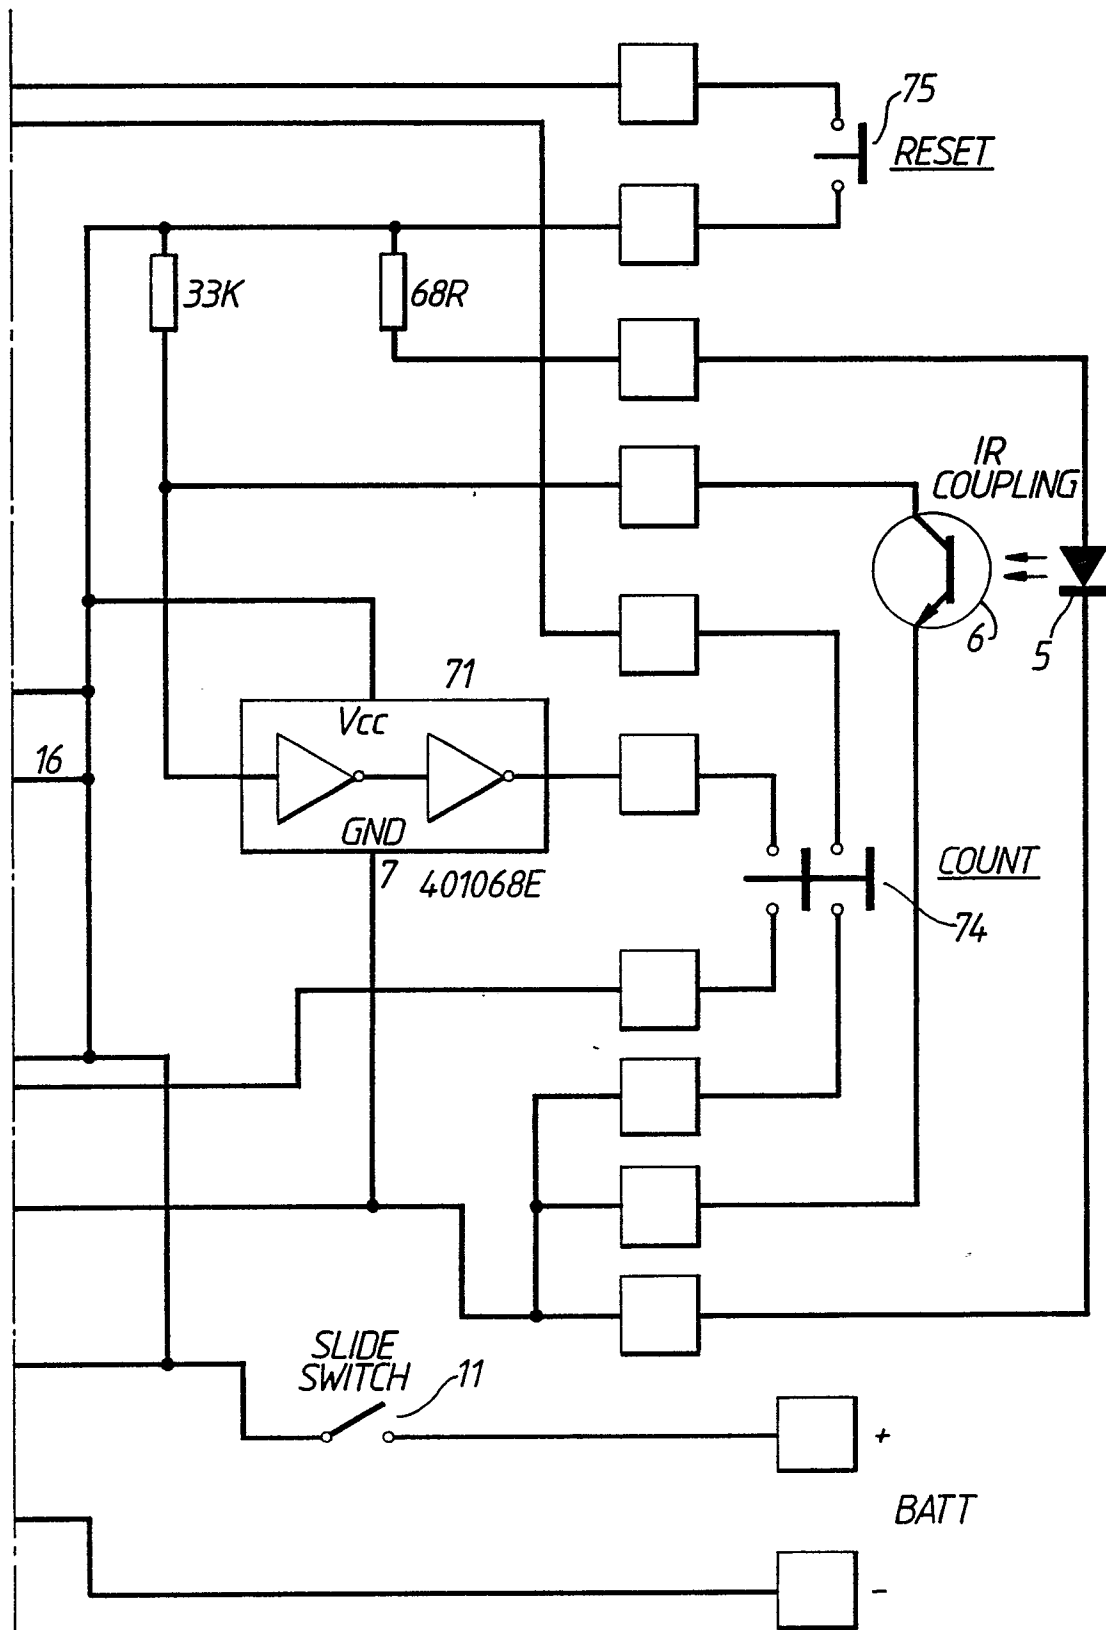 75
RESET
33K
68R
IR
COUPLING
6
5
71
Vcc
16
GND
7
401068E
COUNT
74
SLIDE
SWITCH
11
+
BATT
-